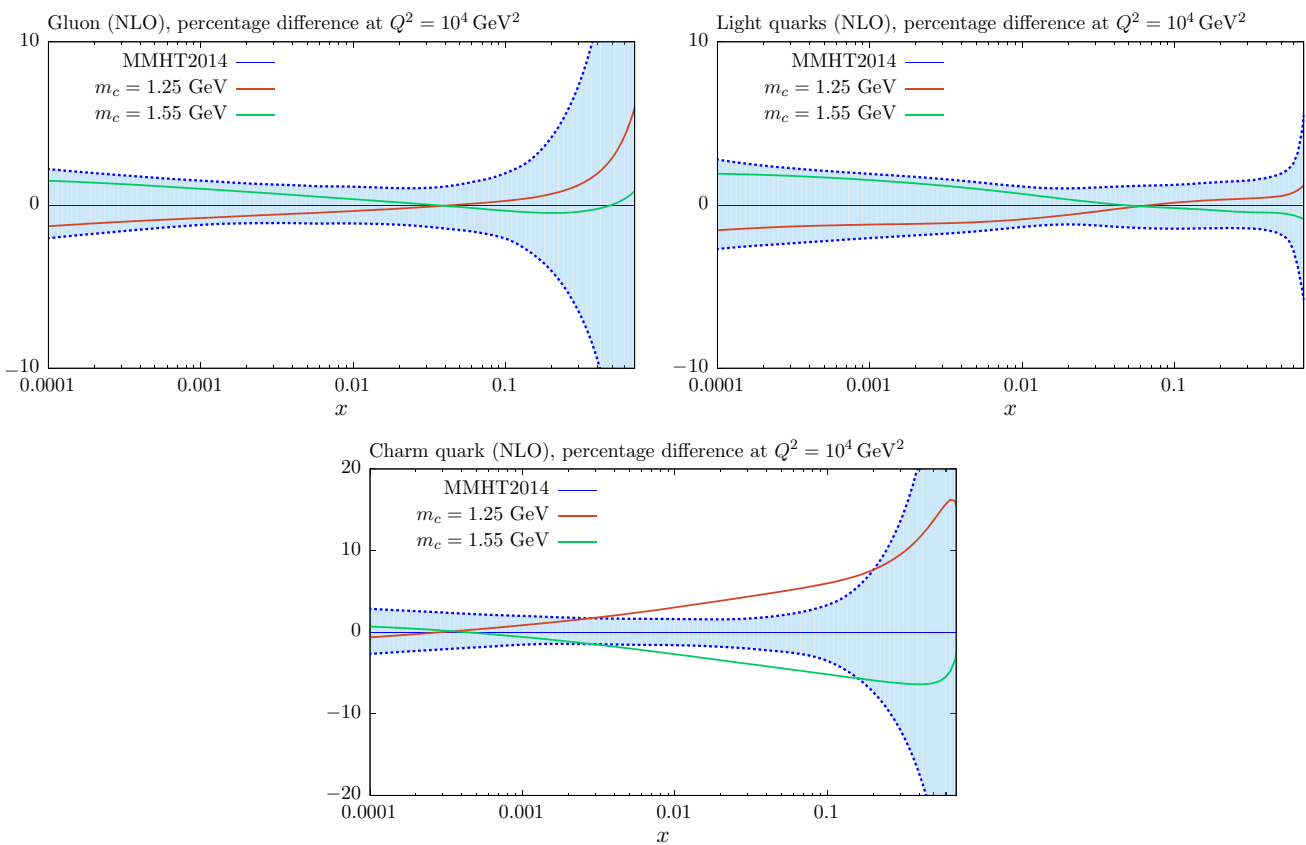 Gluon (NLO), percentage difference at Q² = 10⁴ GeV²
10
MMHT2014
m_c = 1.25 GeV
m_c = 1.55 GeV
0
−10
0.0001 0.001 0.01 0.1
x
Light quarks (NLO), percentage difference at Q² = 10⁴ GeV²
10
MMHT2014
m_c = 1.25 GeV
m_c = 1.55 GeV
0
−10
0.0001 0.001 0.01 0.1
x
Charm quark (NLO), percentage difference at Q² = 10⁴ GeV²
20
MMHT2014
m_c = 1.25 GeV
m_c = 1.55 GeV
10
0
−10
−20
0.0001 0.001 0.01 0.1
x